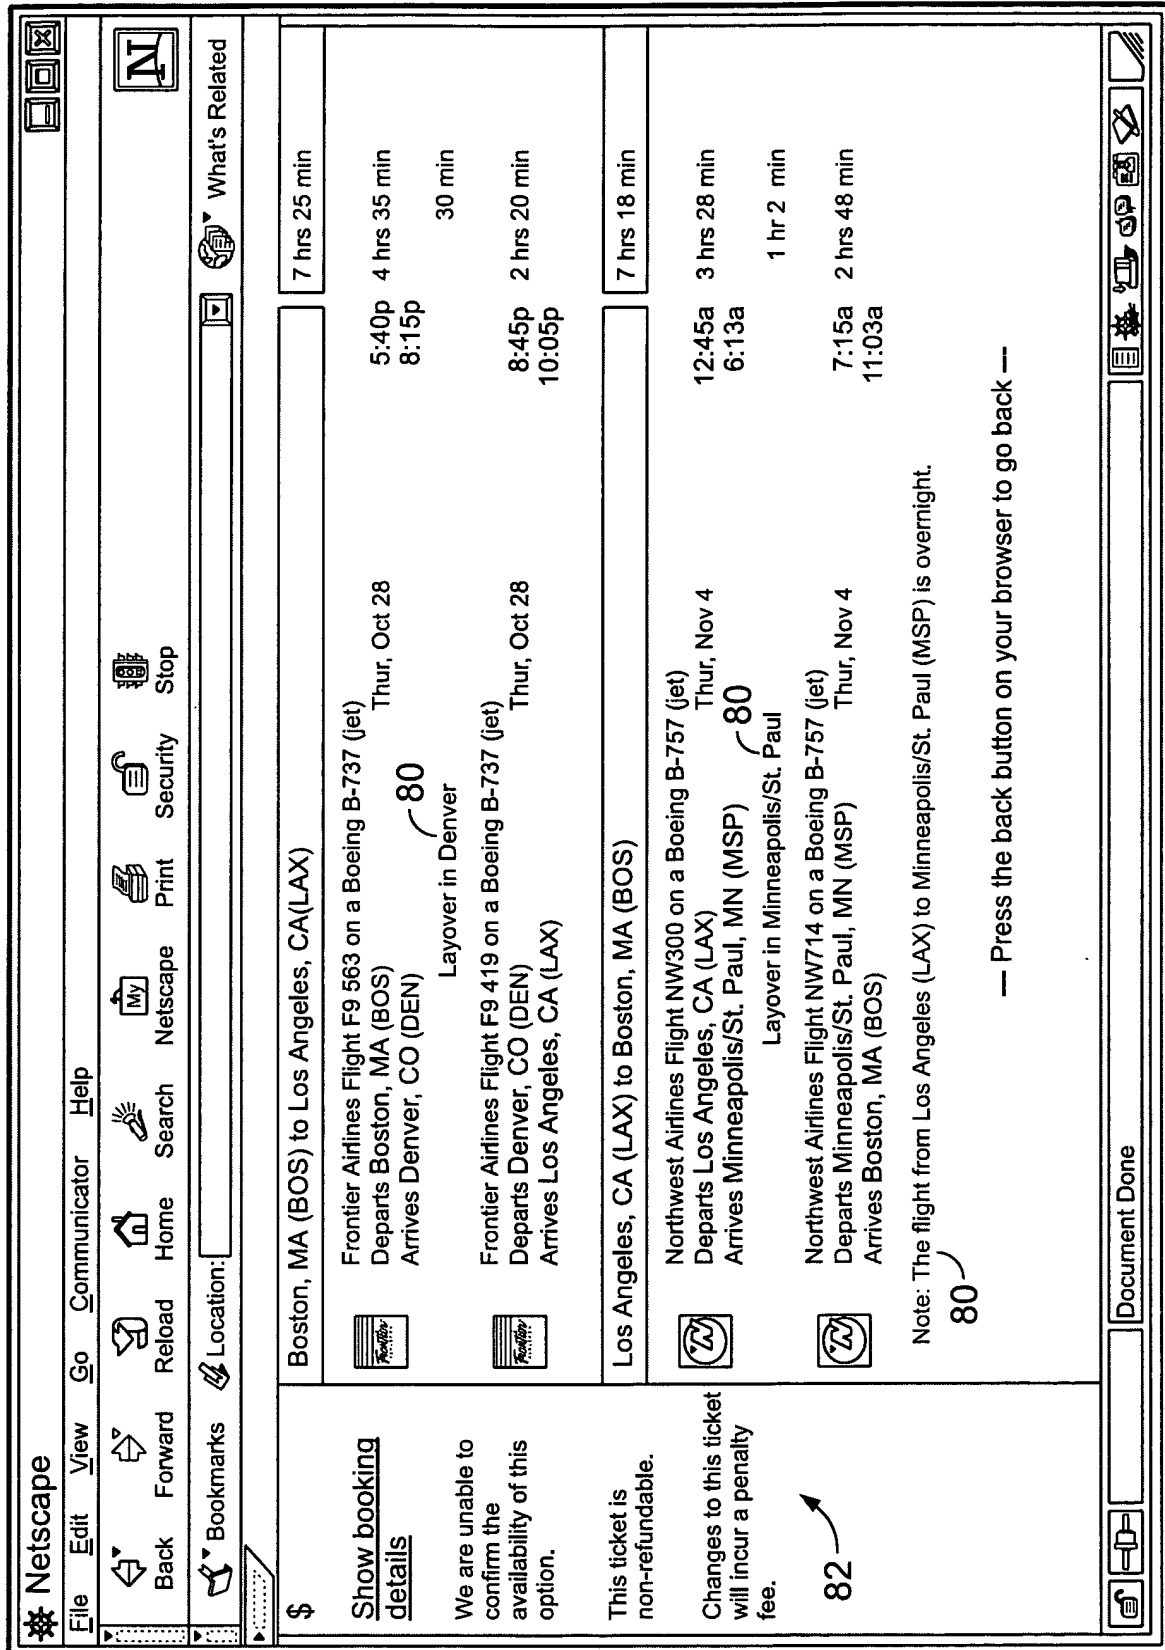 Netscape
File Edit View Go Communicator Help
Back Forward Reload Home Search Netscape Print Security Stop
My
N
Bookmarks Location: What's Related
$
Show booking
details
We are unable to
confirm the
availability of this
option.
This ticket is
non-refundable.
Changes to this ticket
will incur a penalty
fee.
82
Boston, MA (BOS) to Los Angeles, CA(LAX) 7 hrs 25 min
Frontier
Frontier Airlines Flight F9 563 on a Boeing B-737 (jet)
Departs Boston, MA (BOS) Thur, Oct 28 5:40p 4 hrs 35 min
Arrives Denver, CO (DEN) 8:15p
80
Layover in Denver 30 min
Frontier
Frontier Airlines Flight F9 419 on a Boeing B-737 (jet)
Departs Denver, CO (DEN) Thur, Oct 28 8:45p 2 hrs 20 min
Arrives Los Angeles, CA (LAX) 10:05p
Los Angeles, CA (LAX) to Boston, MA (BOS) 7 hrs 18 min
Northwest Airlines Flight NW300 on a Boeing B-757 (jet)
Departs Los Angeles, CA (LAX) Thur, Nov 4 12:45a 3 hrs 28 min
Arrives Minneapolis/St. Paul, MN (MSP) 6:13a
80
Layover in Minneapolis/St. Paul 1 hr 2 min
Northwest Airlines Flight NW714 on a Boeing B-757 (jet)
Departs Minneapolis/St. Paul, MN (MSP) Thur, Nov 4 7:15a 2 hrs 48 min
Arrives Boston, MA (BOS) 11:03a
Note: The flight from Los Angeles (LAX) to Minneapolis/St. Paul (MSP) is overnight.
80
— Press the back button on your browser to go back —
Document Done